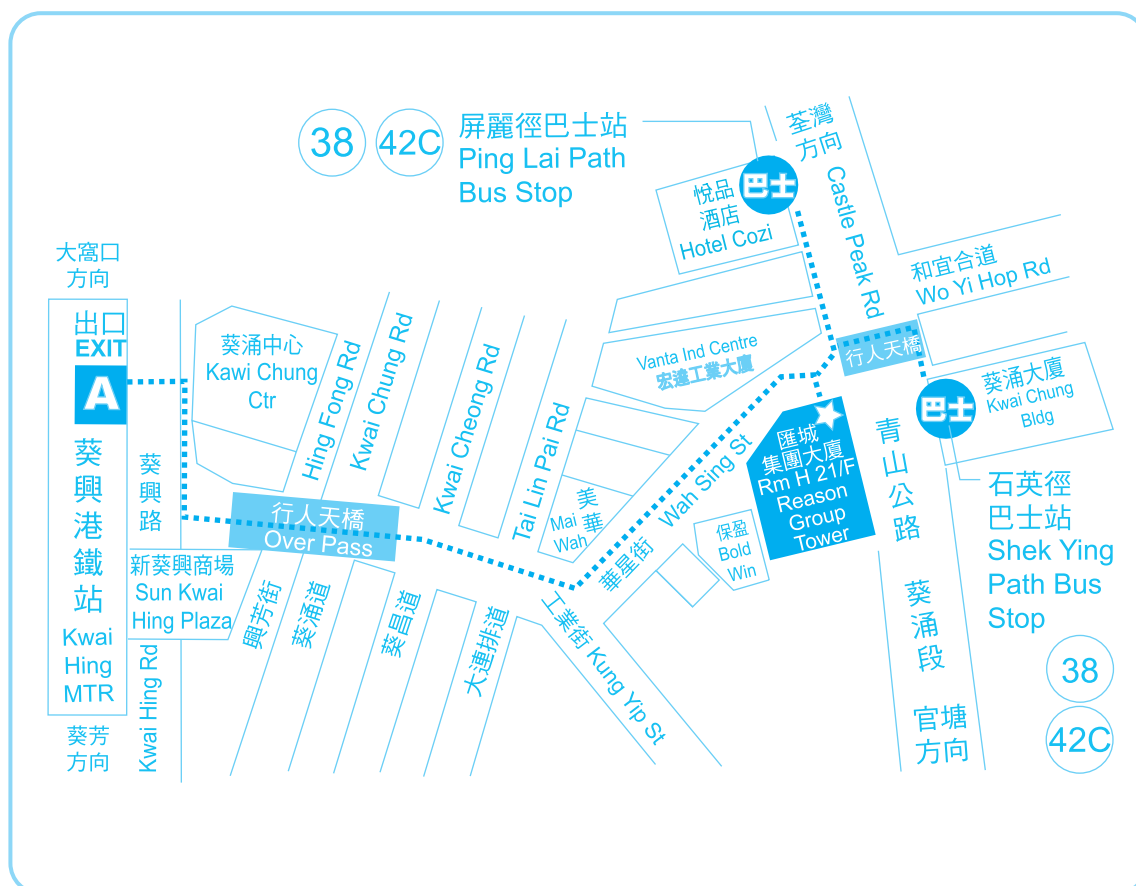 38
42C
屏麗徑巴士站
Ping Lai Path
Bus Stop
荃灣
方向
Castle Peak Rd
巴士
悅品
酒店
Hotel Cozi
和宜合道
Wo Yi Hop Rd
大窩口
方向
出口
EXIT
A
葵興港鐵站
Kwai
Hing
MTR
葵芳
方向
葵興路
Kwai Hing Rd
葵涌中心
Kawi Chung
Ctr
Hing Fong Rd
Kwai Chung Rd
Kwai Cheong Rd
Tai Lin Pai Rd
Vanta Ind Centre
宏達工業大廈
行人天橋
葵涌大廈
Kwai Chung
Bldg
巴士
匯城
集團大廈
Rm H 21/F
Reason
Group
Tower
青山公路
葵涌段
官塘
方向
石英徑
巴士站
Shek Ying
Path Bus
Stop
38
42C
行人天橋
Over Pass
新葵興商場
Sun Kwai
Hing Plaza
興芳街
葵涌道
葵昌道
大連排道
工業街 Kung Yip St
美華
Mai
Wah
華星街
Wah Sing St
保盈
Bold
Win